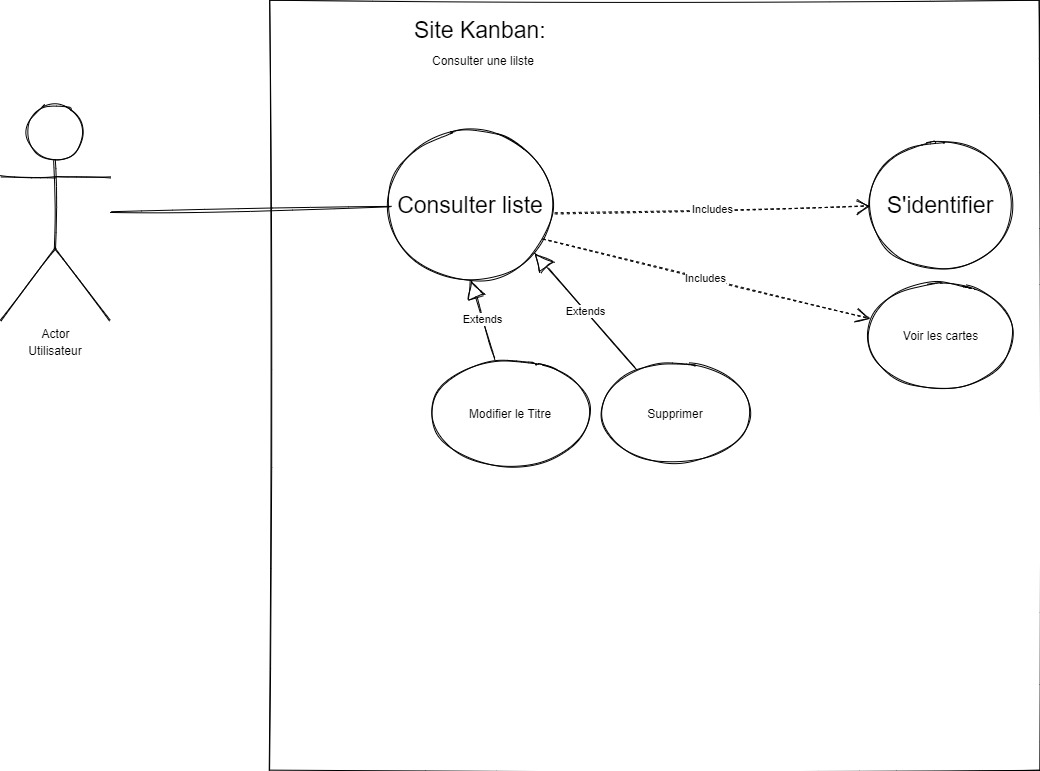 Site Kanban:
Consulter une lilste
Consulter liste
Includes
S'identifier
Includes
Extends
Extends
Voir les cartes
Actor
Utilisateur
Modifier le Titre
Supprimer